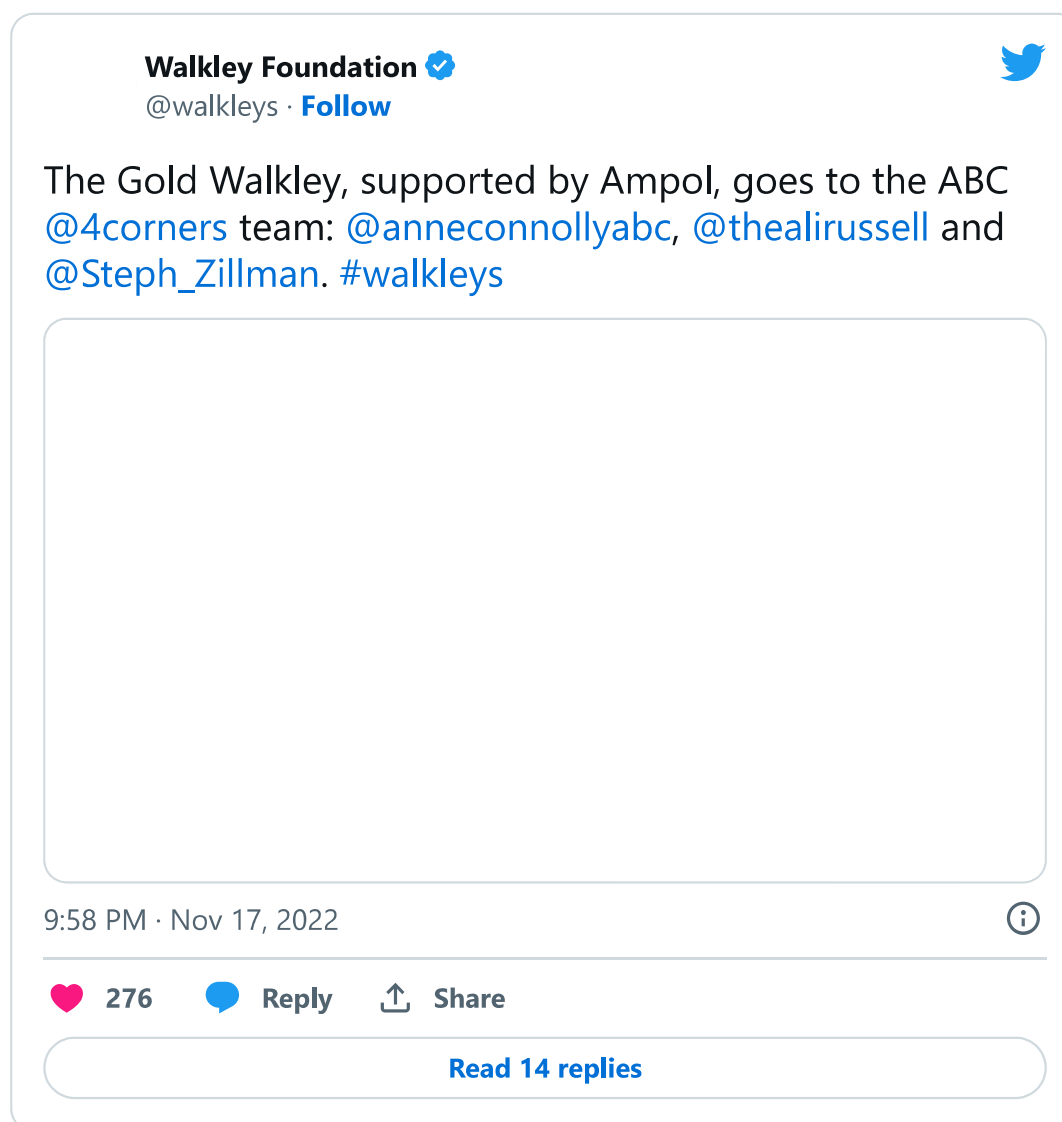 Walkley Foundation
@walkleys · Follow
The Gold Walkley, supported by Ampol, goes to the ABC
@4corners team: @anneconnollyabc, @thealirussell and
@Steph_Zillman. #walkleys
9:58 PM · Nov 17, 2022
276 Reply Share
Read 14 replies